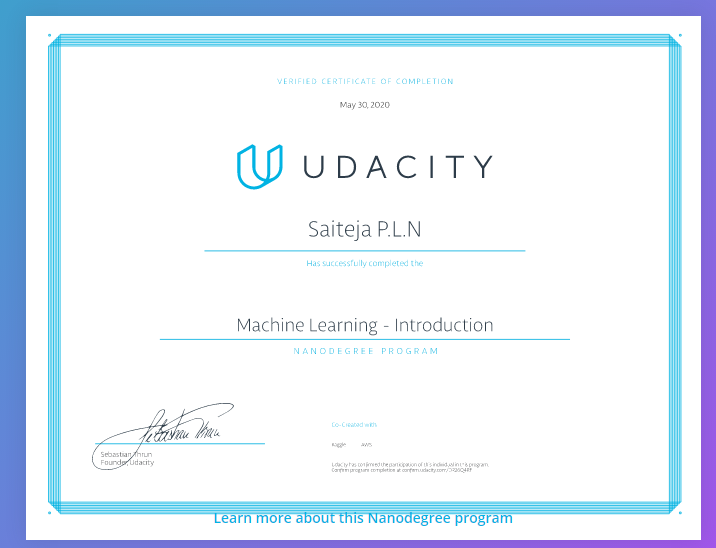 VERIFIED CERTIFICATE OF COMPLETION
May 30, 2020
UDACITY
Saiteja P.L.N
Has successfully completed the
Machine Learning - Introduction
NANODEGREE PROGRAM
Sebastian Thrun
Sebastian Thrun
Founder, Udacity
Co-Created with
Kaggle AWS
Udacity has confirmed the participation of this individual in this program.
Confirm program completion at confirm.udacity.com/
Learn more about this Nanodegree program